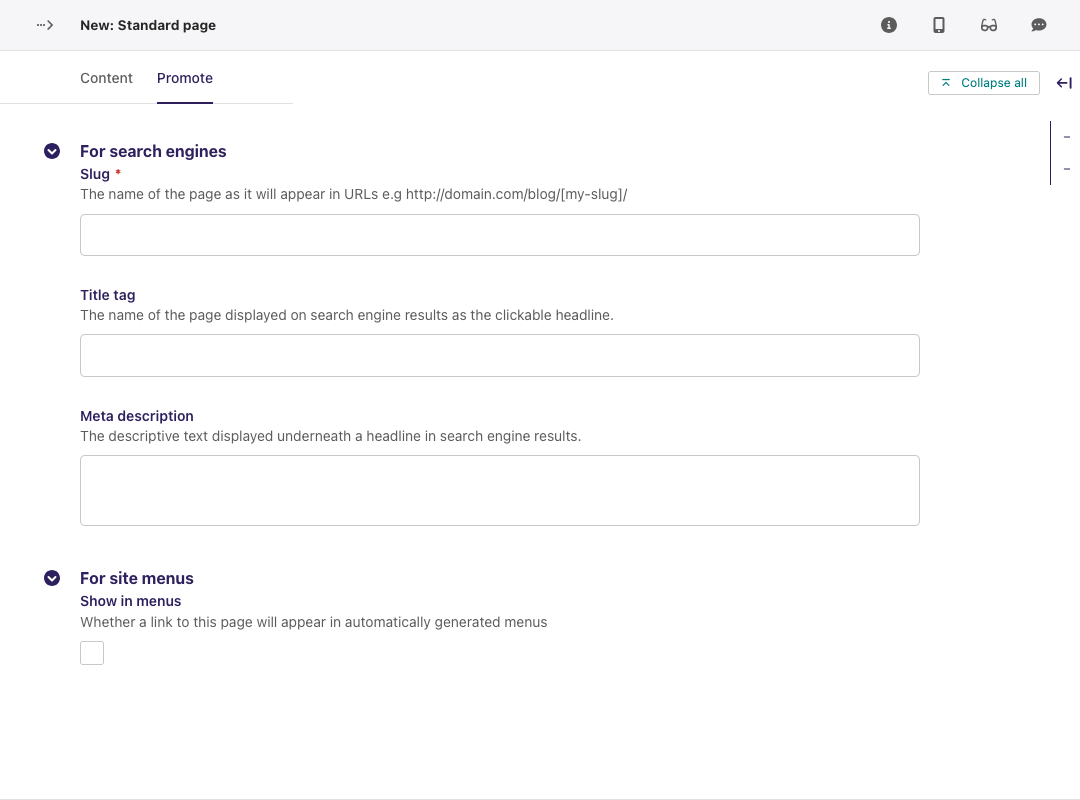 New: Standard page
Content Promote
Collapse all
For search engines
Slug *
The name of the page as it will appear in URLs e.g http://domain.com/blog/[my-slug]/
Title tag
The name of the page displayed on search engine results as the clickable headline.
Meta description
The descriptive text displayed underneath a headline in search engine results.
For site menus
Show in menus
Whether a link to this page will appear in automatically generated menus